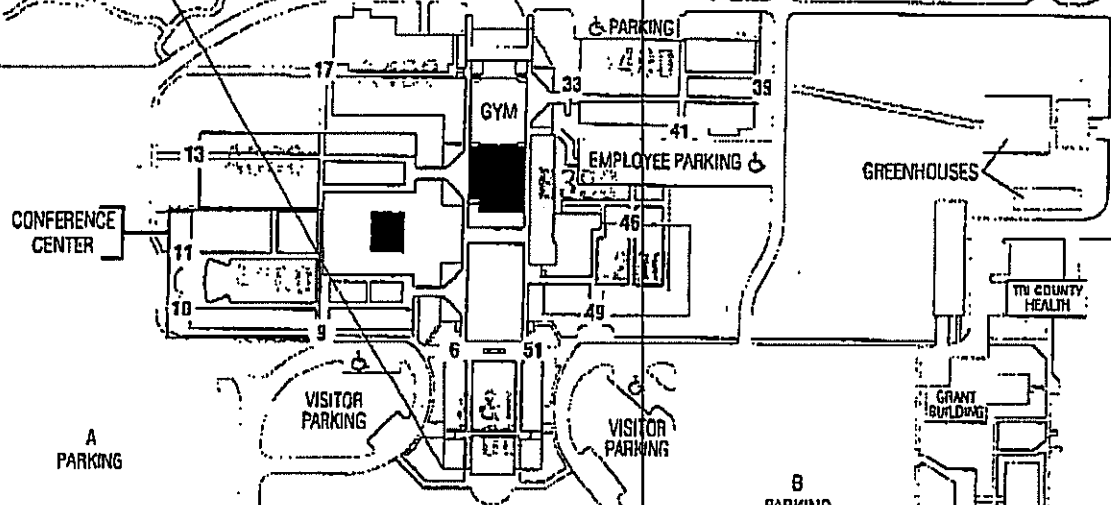 PARKING
17
33
39
GYM
41
13
EMPLOYEE PARKING
GREENHOUSES
CONFERENCE
CENTER
46
11
TRI COUNTY
HEALTH
10
49
9
6
51
VISITOR
PARKING
GRANT
BUILDING
VISITOR
PARKING
A
PARKING
B
PARKING